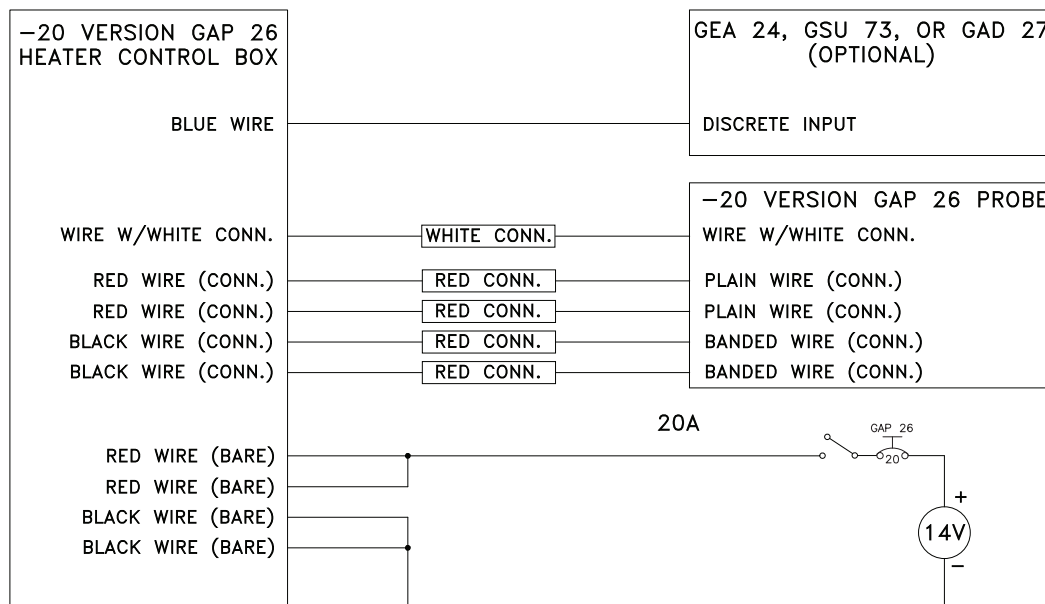 −20 VERSION GAP 26
HEATER CONTROL BOX
GEA 24, GSU 73, OR GAD 27
(OPTIONAL)
BLUE WIRE
DISCRETE INPUT
−20 VERSION GAP 26 PROBE
WIRE W/WHITE CONN.
WHITE CONN.
WIRE W/WHITE CONN.
RED WIRE (CONN.)
RED CONN.
PLAIN WIRE (CONN.)
RED WIRE (CONN.)
RED CONN.
PLAIN WIRE (CONN.)
BLACK WIRE (CONN.)
RED CONN.
BANDED WIRE (CONN.)
BLACK WIRE (CONN.)
RED CONN.
BANDED WIRE (CONN.)
20A
GAP 26
20
RED WIRE (BARE)
RED WIRE (BARE)
BLACK WIRE (BARE)
BLACK WIRE (BARE)
+
14V
−